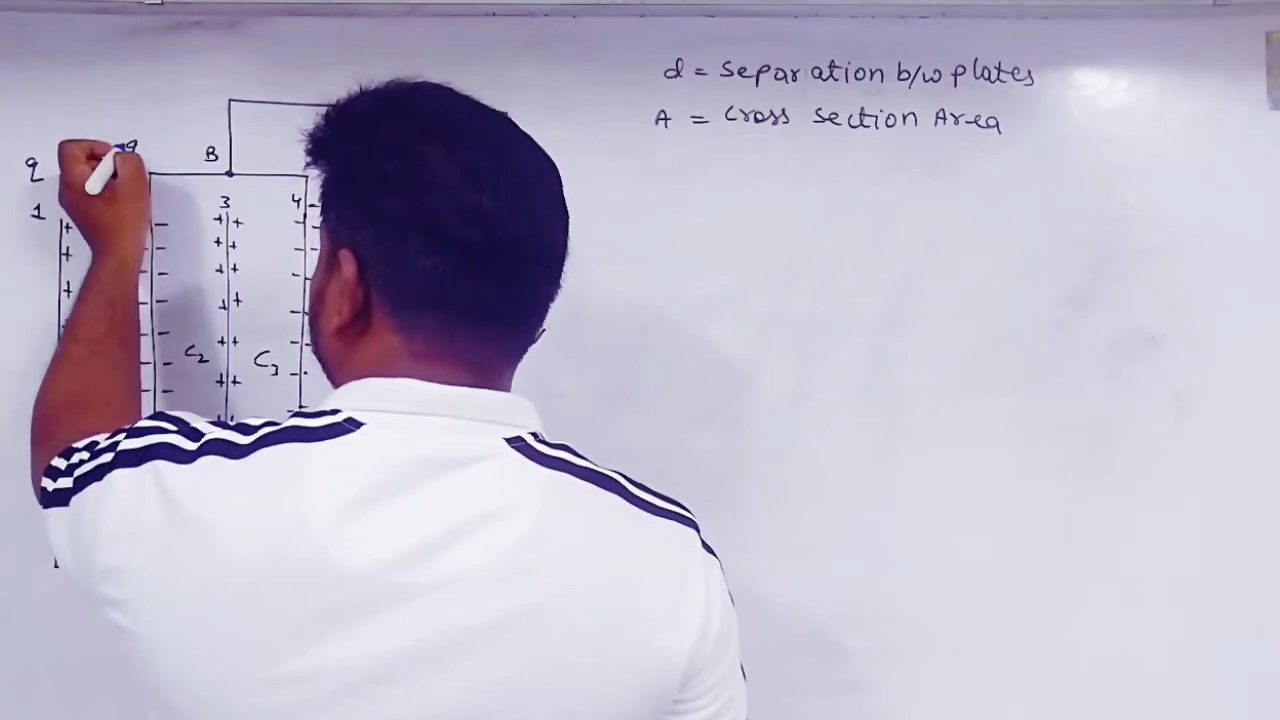 d = Separation b/w plates
A = Cross Section Area
B
q
q
1
3
4
C₂
C₃